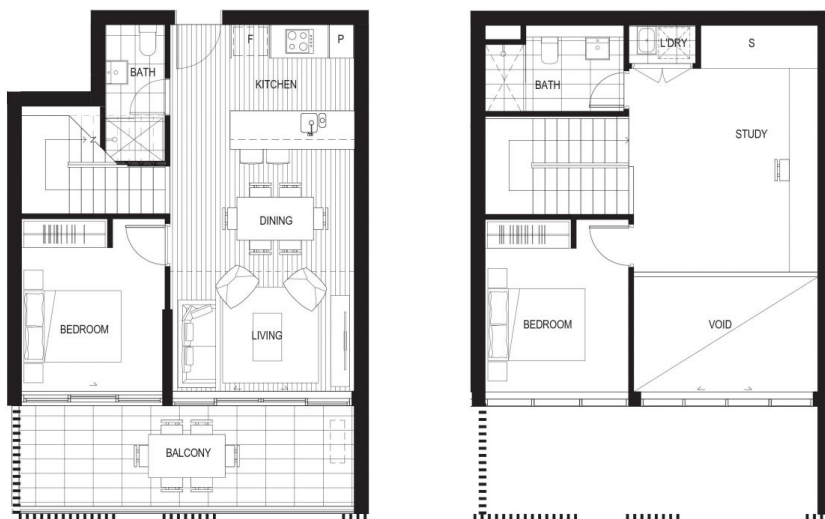 F
P
BATH
KITCHEN
DINING
BEDROOM
LIVING
BALCONY
L'DRY
S
BATH
STUDY
BEDROOM
VOID